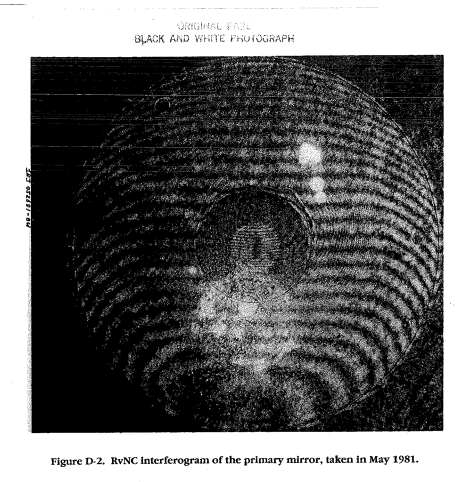 ORIGINAL PAGE
BLACK AND WHITE PHOTOGRAPH
Figure D-2. RvNC interferogram of the primary mirror, taken in May 1981.